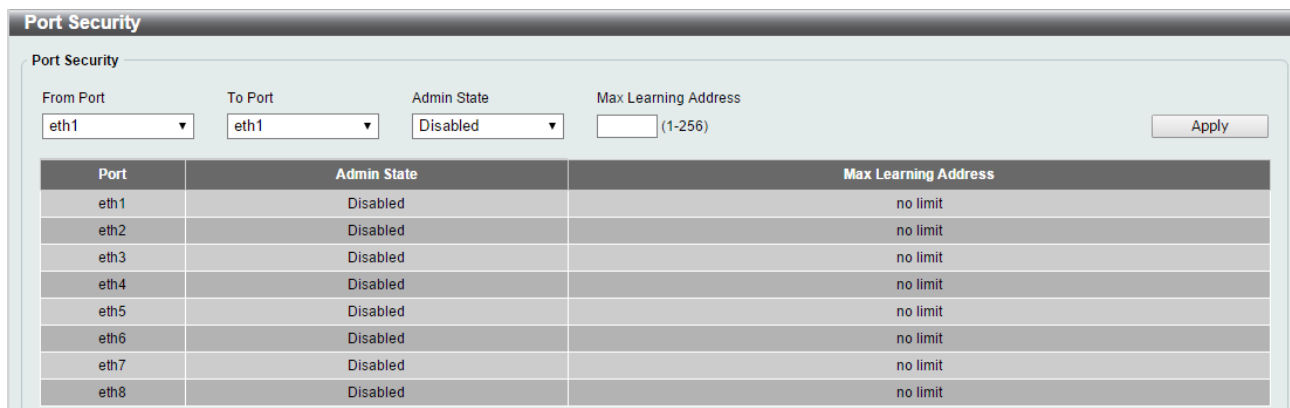 Port Security
Port Security
From Port To Port Admin State Max Learning Address
eth1 eth1 Disabled (1-256) Apply
Port Admin State Max Learning Address
eth1 Disabled no limit
eth2 Disabled no limit
eth3 Disabled no limit
eth4 Disabled no limit
eth5 Disabled no limit
eth6 Disabled no limit
eth7 Disabled no limit
eth8 Disabled no limit